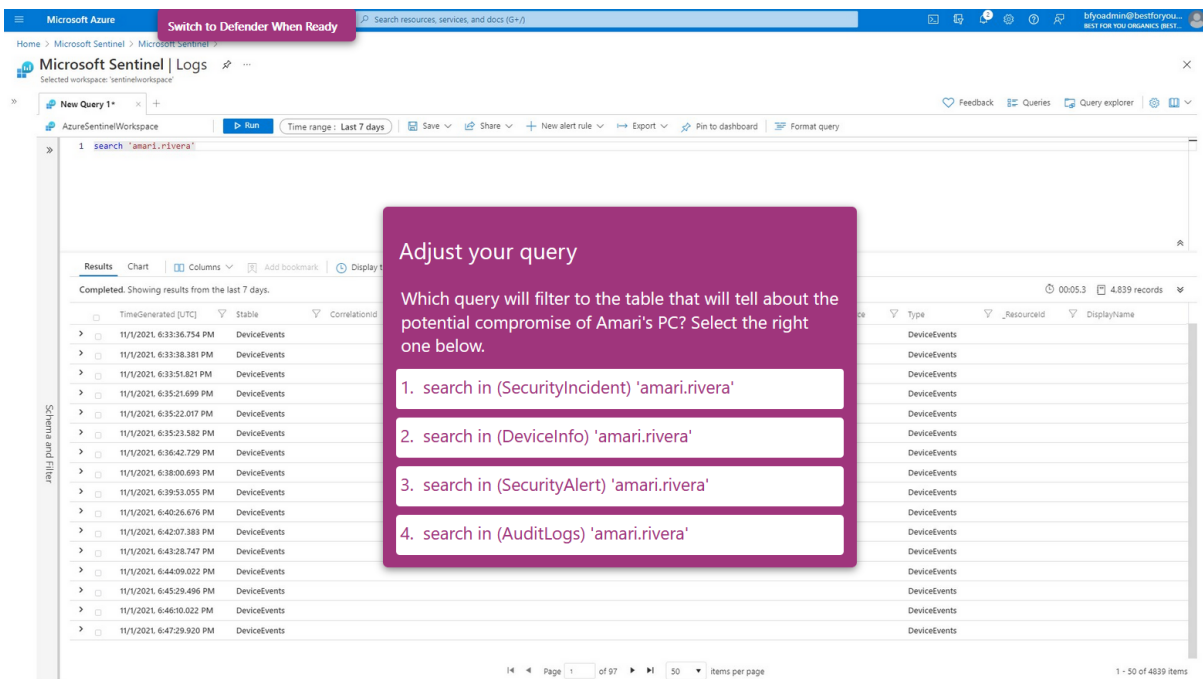 Microsoft Azure
Switch to Defender When Ready
Search resources, services, and docs (G+/)
bfyoadmin@bestforyou...
BEST FOR YOU ORGANICS (BEST...
Home > Microsoft Sentinel > Microsoft Sentinel >
Microsoft Sentinel | Logs
Selected workspace: 'sentinelworkspace'
New Query 1*
Feedback Queries Query explorer
AzureSentinelWorkspace Run Time range : Last 7 days Save Share New alert rule Export Pin to dashboard Format query
1 search 'amari.rivera'
Adjust your query
Which query will filter to the table that will tell about the
potential compromise of Amari's PC? Select the right
one below.
1. search in (SecurityIncident) 'amari.rivera'
2. search in (DeviceInfo) 'amari.rivera'
3. search in (SecurityAlert) 'amari.rivera'
4. search in (AuditLogs) 'amari.rivera'
Results Chart Columns Add bookmark Display t
Completed. Showing results from the last 7 days. 00:05.3 4,839 records
TimeGenerated [UTC] $table CorrelationId ce Type _ResourceId DisplayName
11/1/2021, 6:33:36.754 PM DeviceEvents DeviceEvents
11/1/2021, 6:33:38.381 PM DeviceEvents DeviceEvents
11/1/2021, 6:33:51.821 PM DeviceEvents DeviceEvents
11/1/2021, 6:35:21.699 PM DeviceEvents DeviceEvents
11/1/2021, 6:35:22.017 PM DeviceEvents DeviceEvents
11/1/2021, 6:35:23.582 PM DeviceEvents DeviceEvents
11/1/2021, 6:36:42.729 PM DeviceEvents DeviceEvents
11/1/2021, 6:38:00.693 PM DeviceEvents DeviceEvents
11/1/2021, 6:39:53.055 PM DeviceEvents DeviceEvents
11/1/2021, 6:40:26.676 PM DeviceEvents DeviceEvents
11/1/2021, 6:42:07.383 PM DeviceEvents DeviceEvents
11/1/2021, 6:43:28.747 PM DeviceEvents DeviceEvents
11/1/2021, 6:44:09.022 PM DeviceEvents DeviceEvents
11/1/2021, 6:45:29.496 PM DeviceEvents DeviceEvents
11/1/2021, 6:46:10.022 PM DeviceEvents DeviceEvents
11/1/2021, 6:47:29.920 PM DeviceEvents DeviceEvents
Schema and Filter
Page 1 of 97 50 items per page 1 - 50 of 4839 items